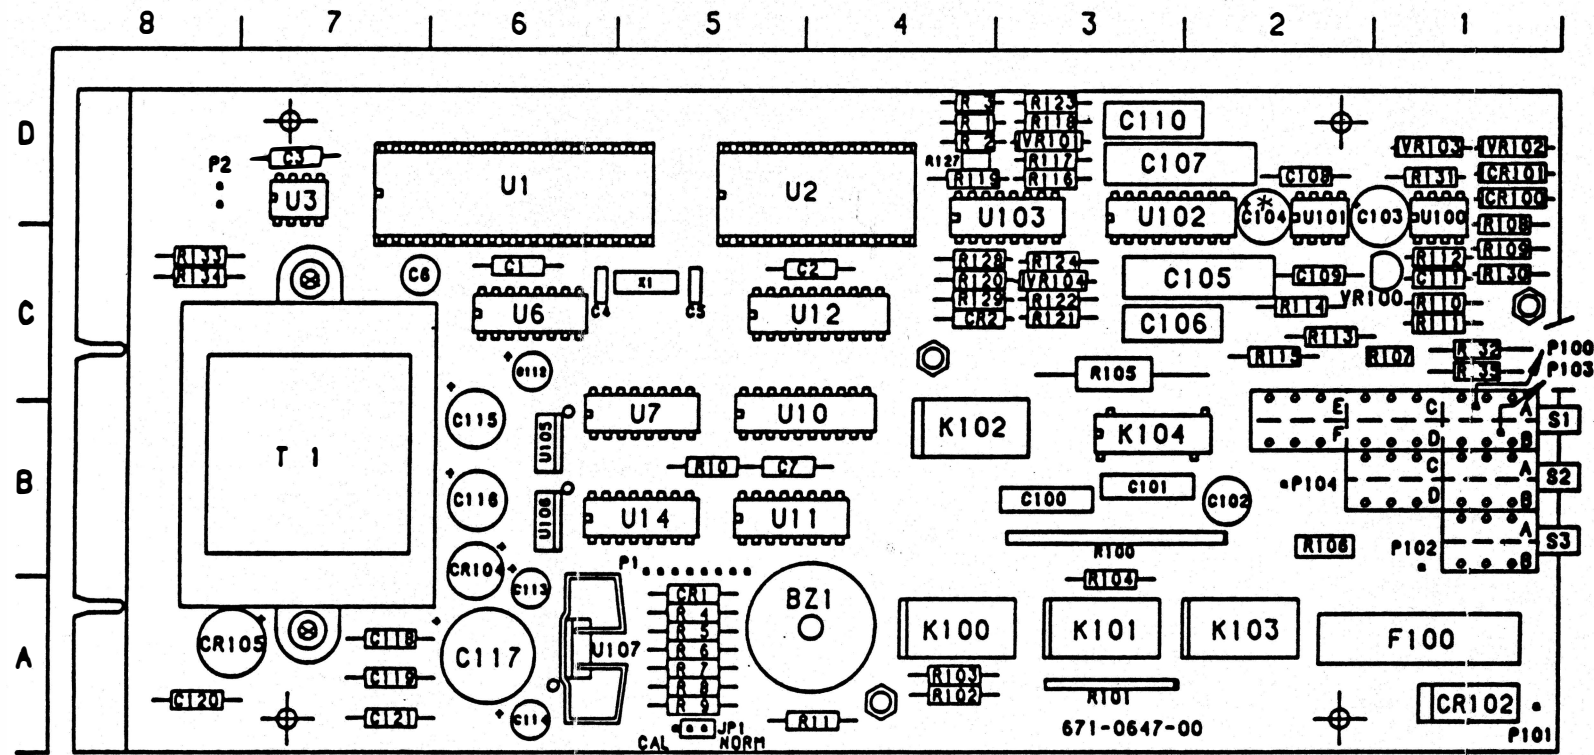 8 7 6 5 4 3 2 1
D
R 3 R123
R 1 R118 C110
R 2 VR101
P2 C3 R127 R117 C107 VR103 VR102
R119 R116 C108 R131 CR101
U3 U1 U2 CR100
U103 U102 C104 U101 C103 U100
R108
R133 R128 R124 R112 R109
R134 C6 C1 C2 R120 VR104 C105 C109 C111 R130
X1 R129 R122 R114 VR100 R110
C
U6 C4 C5 U12 CR2 R121 C106 R111
R113
R115 R107 R 32 P100
R105 R 35 P103
C115 U105 U7 U10 K102 K104 E C A S1
F D B
T 1 R10 C7 C A S2
B
C116 U106 U14 U11 C100 C101 C102 P104 D B
A S3
R100 R106 P102 B
CR104 P1
C113 R104
CR1
R 4 BZ1
R 5 K100 K101 K103 F100
A
CR105 C118 C117 U107 R 6
C119 R 7 R103
R 8 R102 R101
C120 R 9 CR102
C121 C114 JP1 R11 671-0647-00
CAL NORM P101